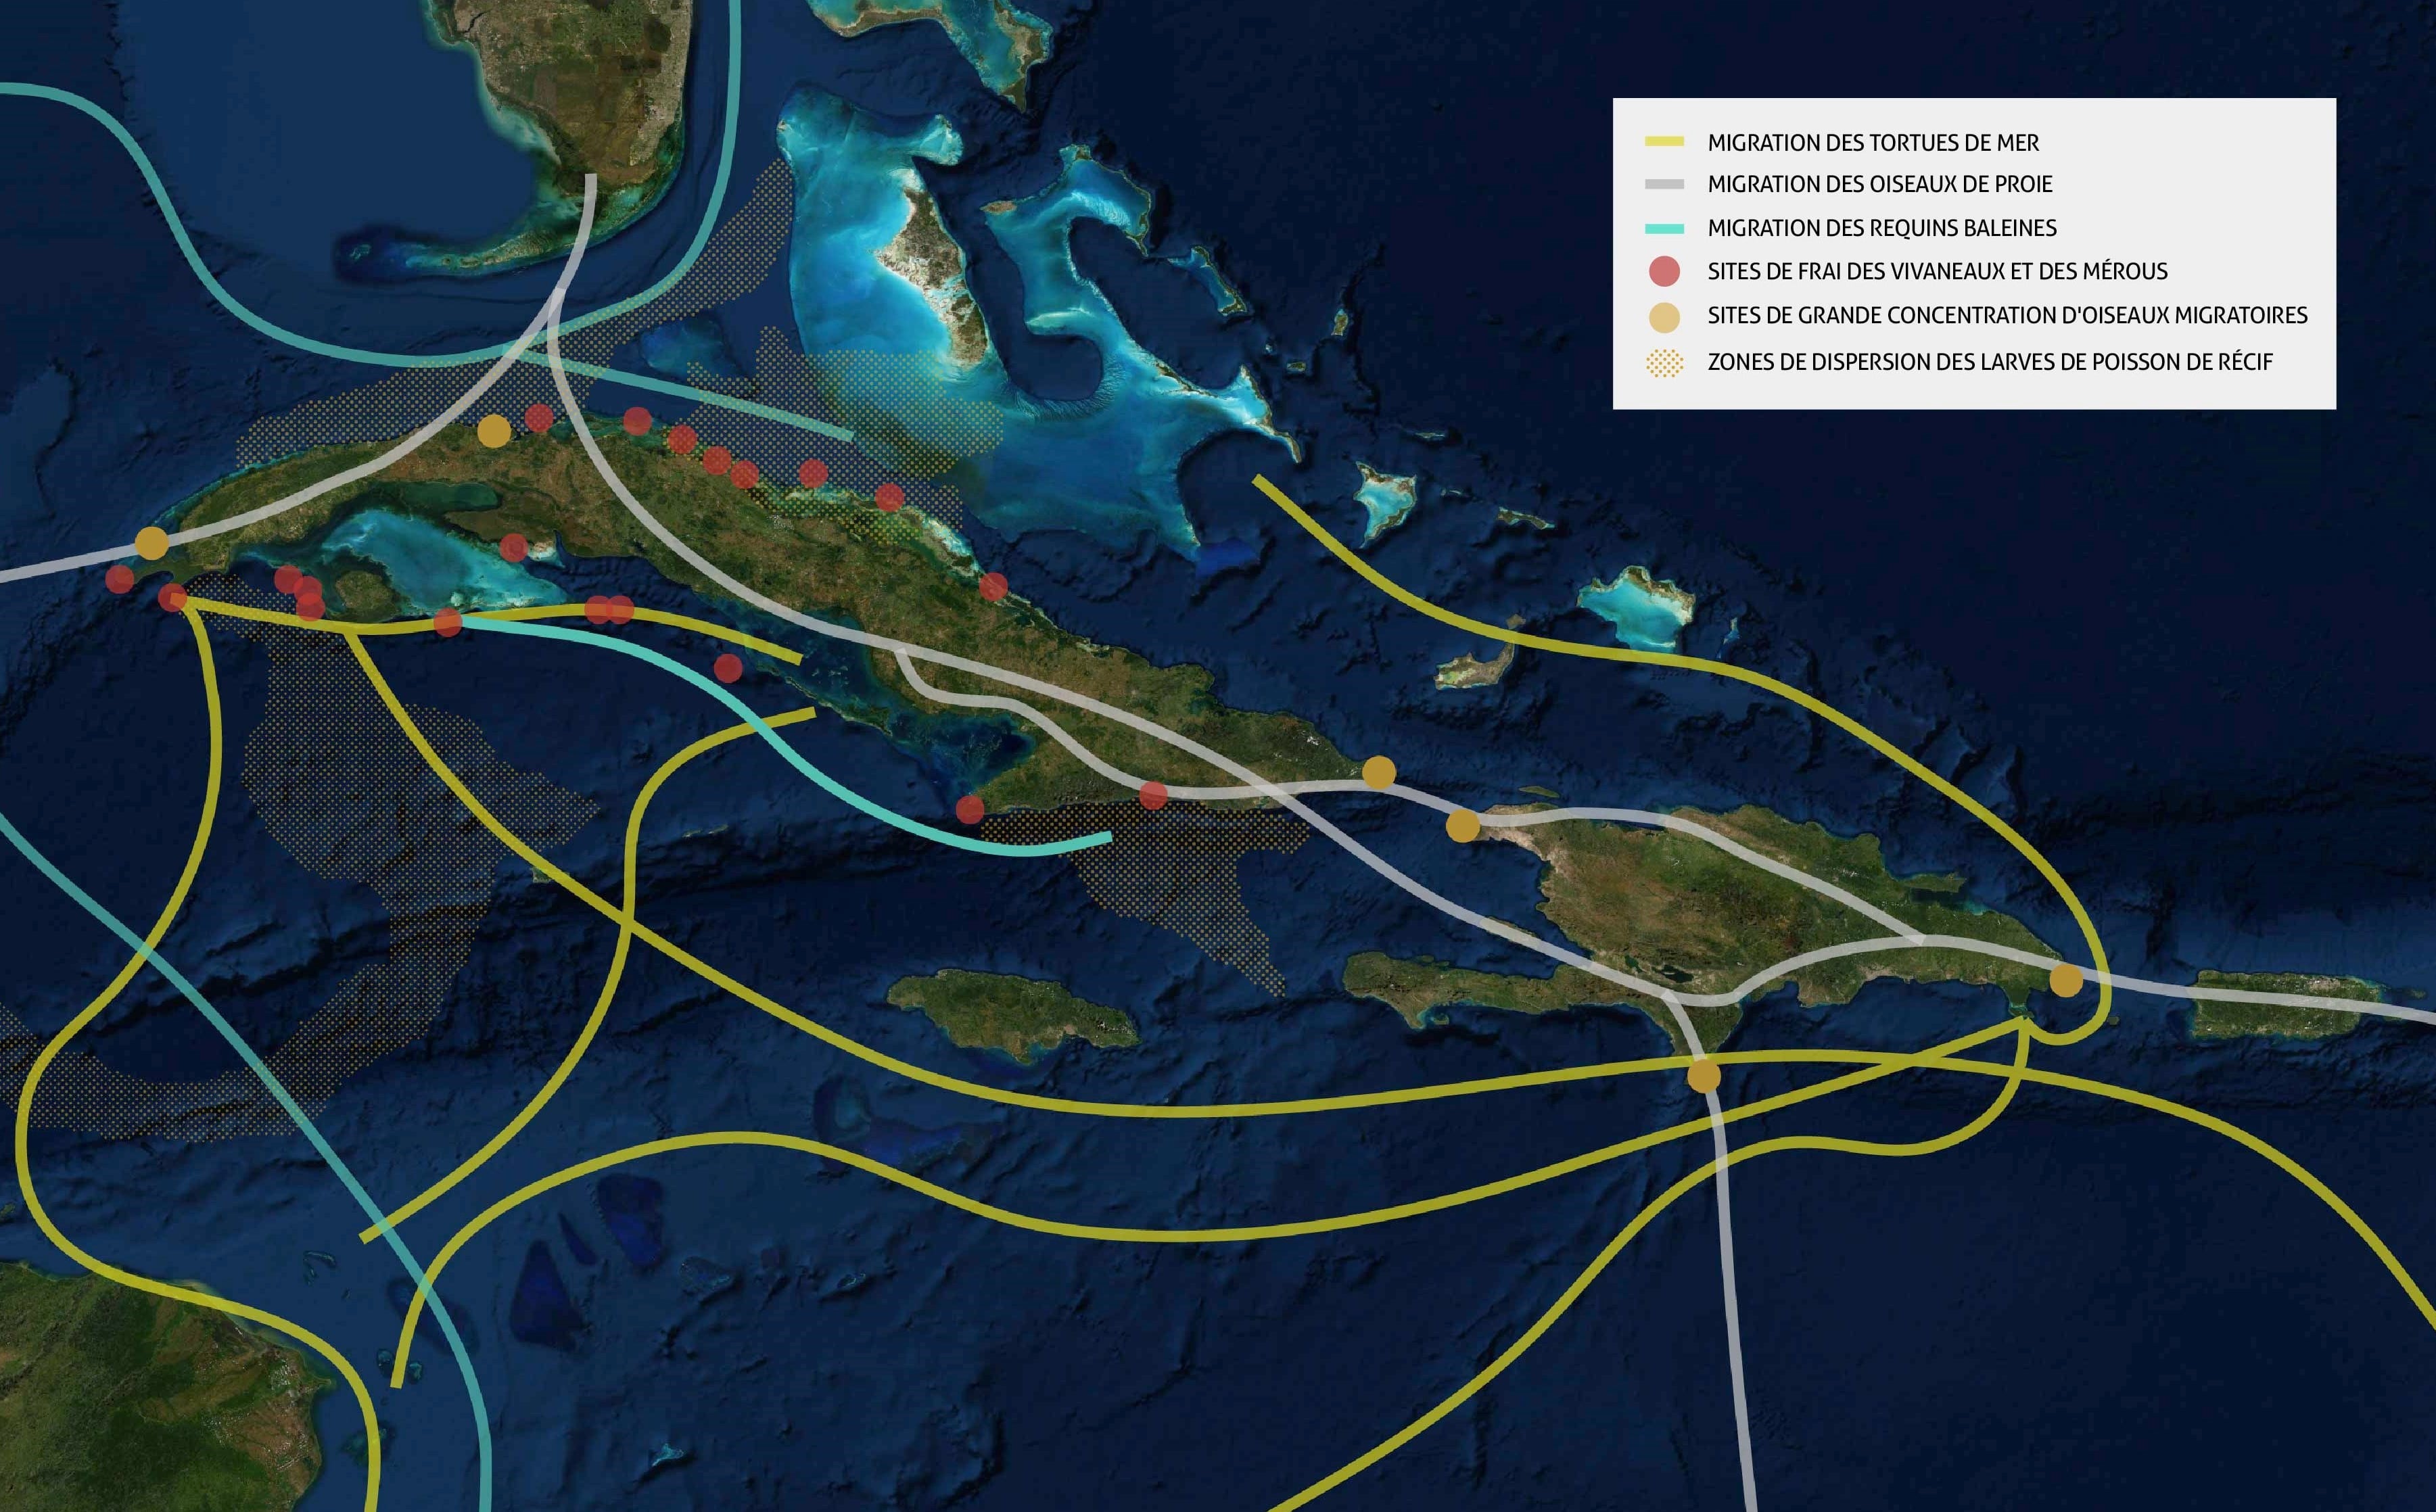 MIGRATION DES TORTUES DE MER
MIGRATION DES OISEAUX DE PROIE
MIGRATION DES REQUINS BALEINES
SITES DE FRAI DES VIVANEAUX ET DES MÉROUS
SITES DE GRANDE CONCENTRATION D'OISEAUX MIGRATOIRES
ZONES DE DISPERSION DES LARVES DE POISSON DE RÉCIF